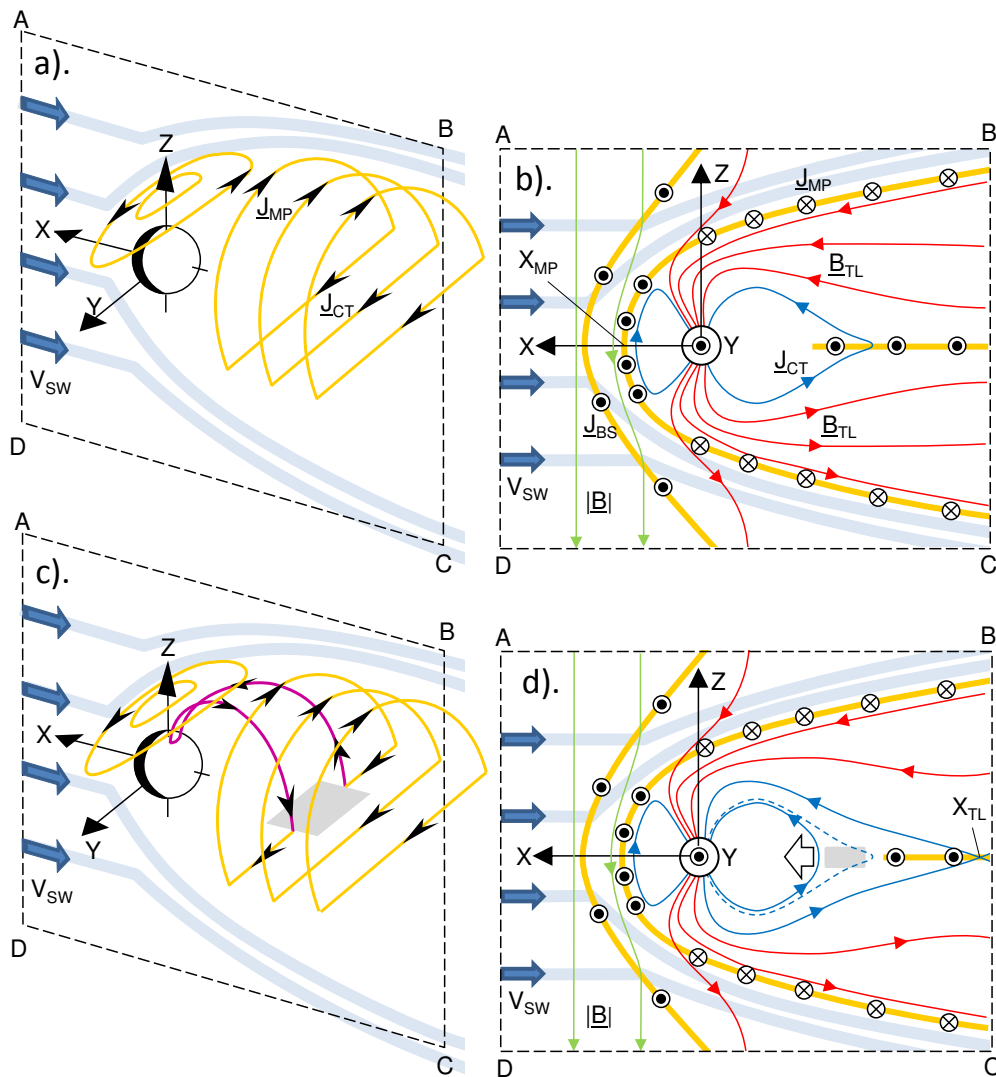 A
a).
B
Z
J_MP
X
J_CT
Y
V_SW
D
C
A
B
b).
Z
J_MP
X_MP
B_TL
X
Y
J_CT
J_BS
B_TL
V_SW
|B|
D
C
A
c).
B
Z
X
Y
V_SW
D
C
A
B
d).
Z
X_TL
X
Y
V_SW
|B|
D
C